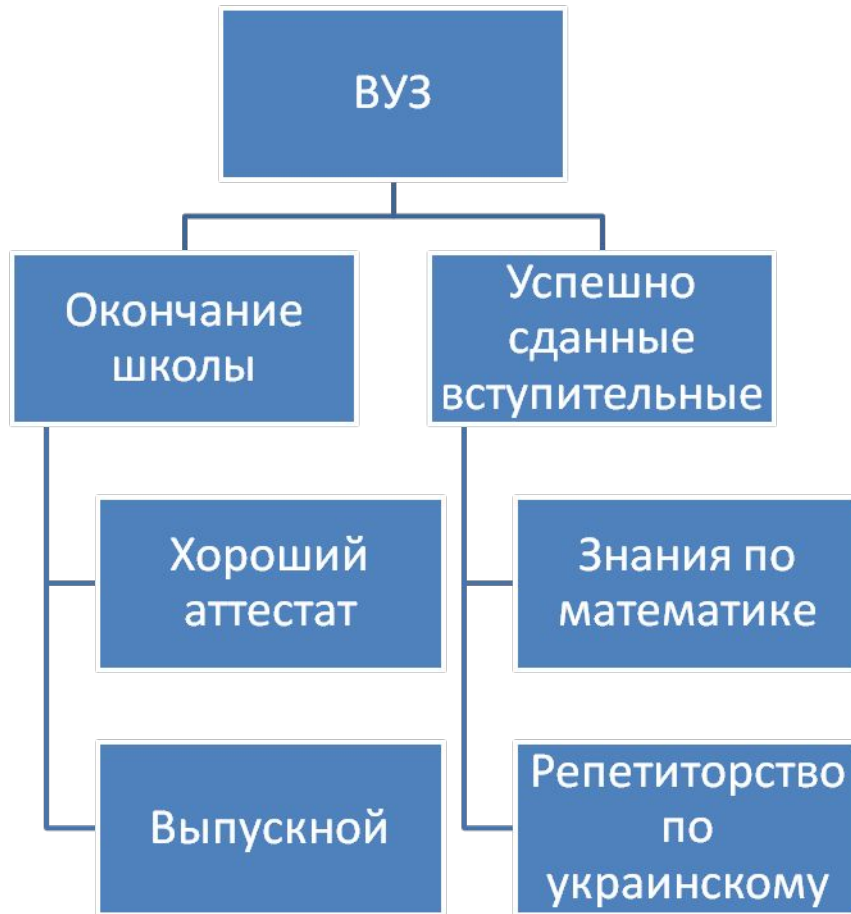 ВУЗ
Окончание
школы
Успешно
сданные
вступительные
Хороший
аттестат
Знания по
математике
Выпускной
Репетиторство
по
украинскому